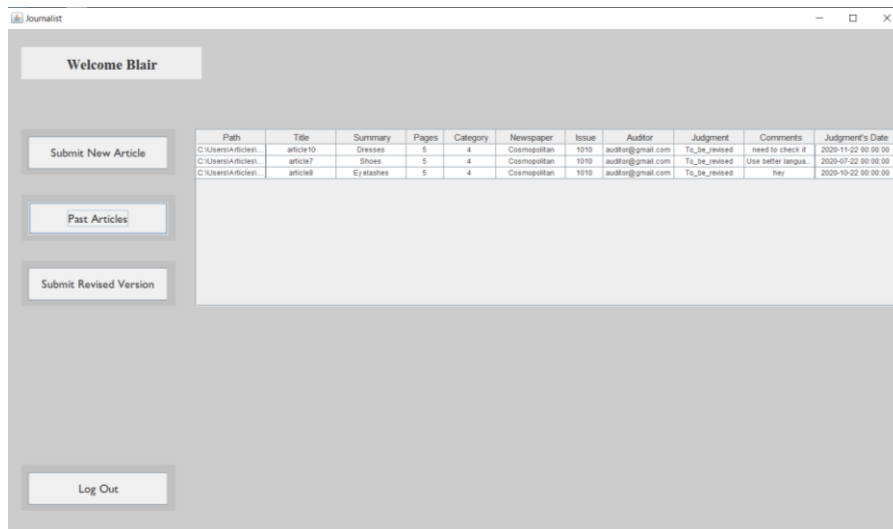 Journalist
Welcome Blair
Path Title Summary Pages Category Newspaper Issue Auditor Judgment Comments Judgment's Date
Submit New Article
C:\Users\Articles\... article10 Dresses 5 4 Cosmopolitan 1010 auditor@gmail.com To_be_revised need to check it 2020-11-22 00:00:00
C:\Users\Articles\... article7 Shoes 5 4 Cosmopolitan 1010 auditor@gmail.com To_be_revised Use better langua... 2020-07-22 00:00:00
C:\Users\Articles\... article8 Eyelashes 5 4 Cosmopolitan 1010 auditor@gmail.com To_be_revised hey 2020-10-22 00:00:00
Past Articles
Submit Revised Version
Log Out